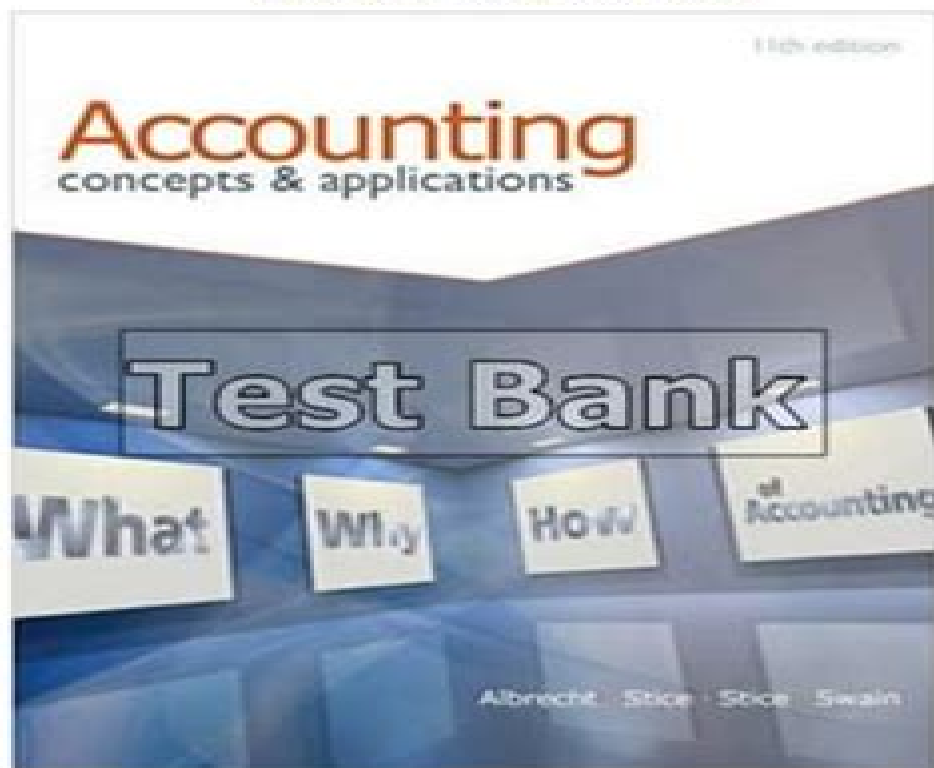 11th edition
Accounting
concepts & applications
Test Bank
What
Why
How
of
Accounting
Albrecht Stice Stice Swain